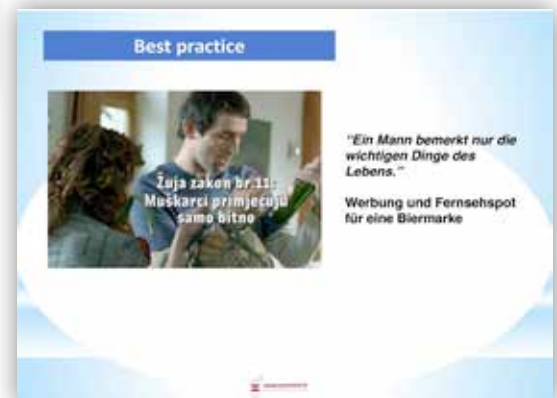 Best practice
Žuja zakon br.11:
Muškarci primjećuju
samo bitno
"Ein Mann bemerkt nur die
wichtigen Dinge des
Lebens."
Werbung und Fernsehspot
für eine Biermarke